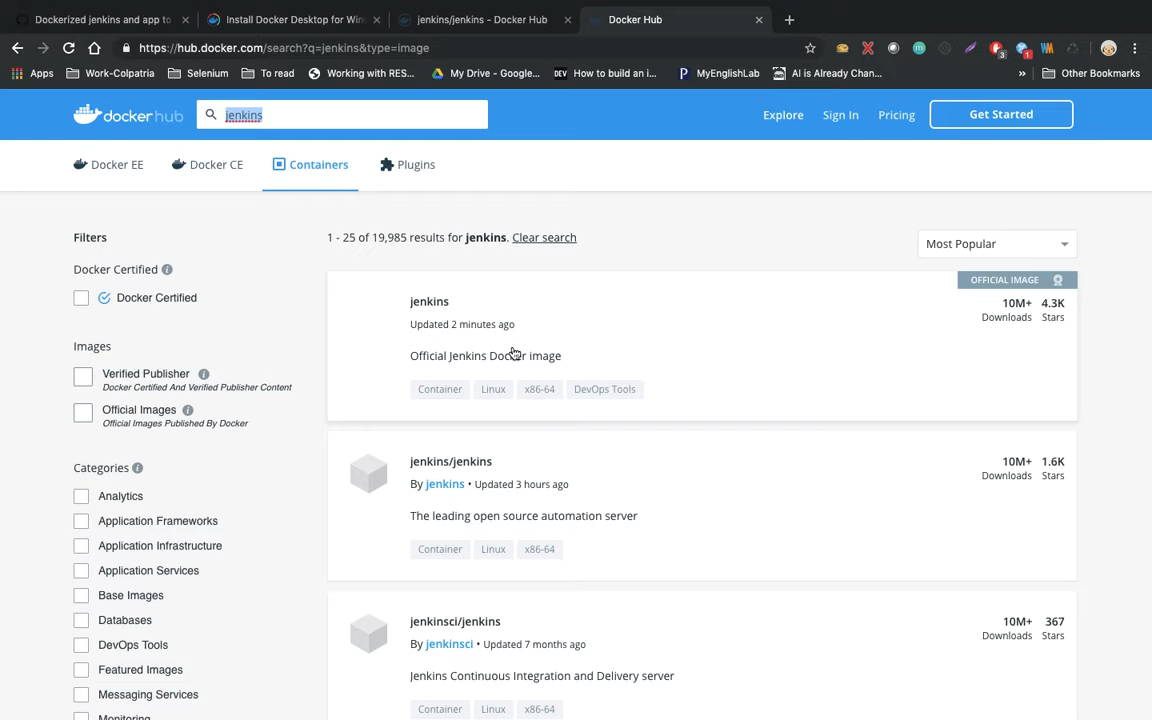 Dockerized jenkins and app to
Install Docker Desktop for Win
jenkins/jenkins - Docker Hub
Docker Hub
https://hub.docker.com/search?q=jenkins&type=image
3
1
Apps
Work-Colpatria
Selenium
To read
Working with RES...
My Drive - Google...
DEV
How to build an i...
P
MyEnglishLab
AI is Already Chan...
»
Other Bookmarks
dockerhub
jenkins
Explore
Sign In
Pricing
Get Started
Docker EE
Docker CE
Containers
Plugins
Filters
1 - 25 of 19,985 results for jenkins. Clear search
Most Popular
Docker Certified
Docker Certified
Images
Verified Publisher
Docker Certified And Verified Publisher Content
Official Images
Official Images Published By Docker
Categories
Analytics
Application Frameworks
Application Infrastructure
Application Services
Base Images
Databases
DevOps Tools
Featured Images
Messaging Services
Monitoring
OFFICIAL IMAGE
jenkins
10M+ 4.3K
Updated 2 minutes ago
Downloads Stars
Official Jenkins Docker image
Container
Linux
x86-64
DevOps Tools
jenkins/jenkins
10M+ 1.6K
By jenkins • Updated 3 hours ago
Downloads Stars
The leading open source automation server
Container
Linux
x86-64
jenkinsci/jenkins
10M+ 367
By jenkinsci • Updated 7 months ago
Downloads Stars
Jenkins Continuous Integration and Delivery server
Container
Linux
x86-64